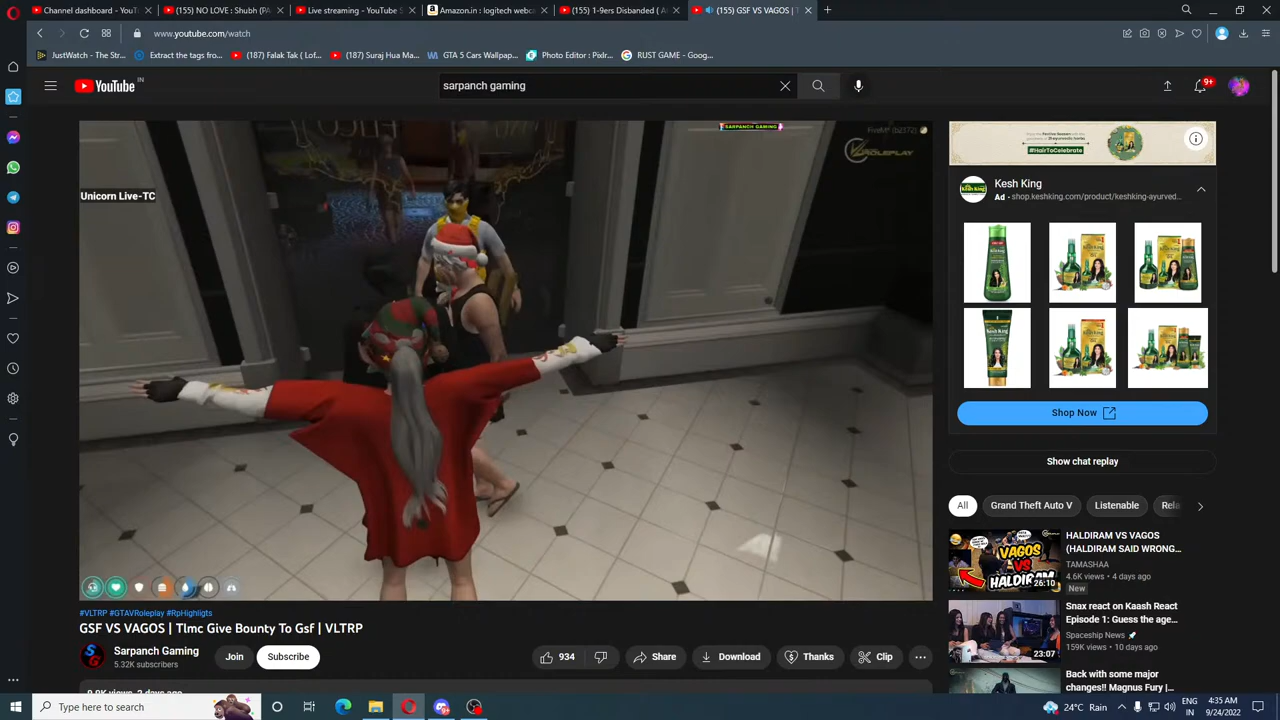 Channel dashboard - YouTu
(155) NO LOVE : Shubh (PA
Live streaming - YouTube S
Amazon.in : logitech webca
(155) 1-9ers Disbanded ( A
(155) GSF VS VAGOS | T
www.youtube.com/watch
JustWatch - The Stre...
Extract the tags from...
(187) Falak Tak ( Lof...
(187) Suraj Hua Ma...
GTA 5 Cars Wallpap...
Photo Editor : Pixlr...
RUST GAME - Goog...
YouTube IN
sarpanch gaming
9+
SARPANCH GAMING
Unicorn Live-TC
#HairToCelebrate
Kesh King
Ad • shop.keshking.com/product/keshking-ayurved...
Shop Now
Show chat replay
All
Grand Theft Auto V
Listenable
Rela
HALDIRAM VS VAGOS
(HALDIRAM SAID WRONG...
TAMASHAA
4.6K views • 4 days ago
New
VAGOS
VS
HALDIRAM
26:10
Snax react on Kaash React
Episode 1: Guess the age...
Spaceship News
159K views • 10 days ago
23:07
Back with some major
changes!! Magnus Fury |...
#VLTRP #GTAVRoleplay #RpHighligts
GSF VS VAGOS | Tlmc Give Bounty To Gsf | VLTRP
Sarpanch Gaming
5.32K subscribers
Join
Subscribe
934
Share
Download
Thanks
Clip
Type here to search
24°C Rain
ENG
IN
4:35 AM
9/24/2022